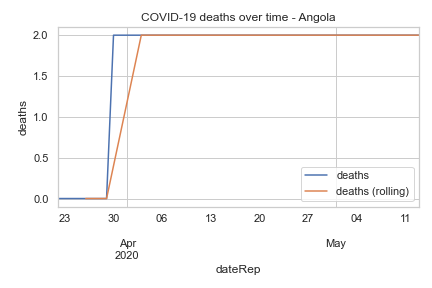 COVID-19 deaths over time - Angola
deaths
2.0
1.5
1.0
0.5
0.0
deaths
deaths (rolling)
23 30 06 13 20 27 04 11
Apr May
2020
dateRep